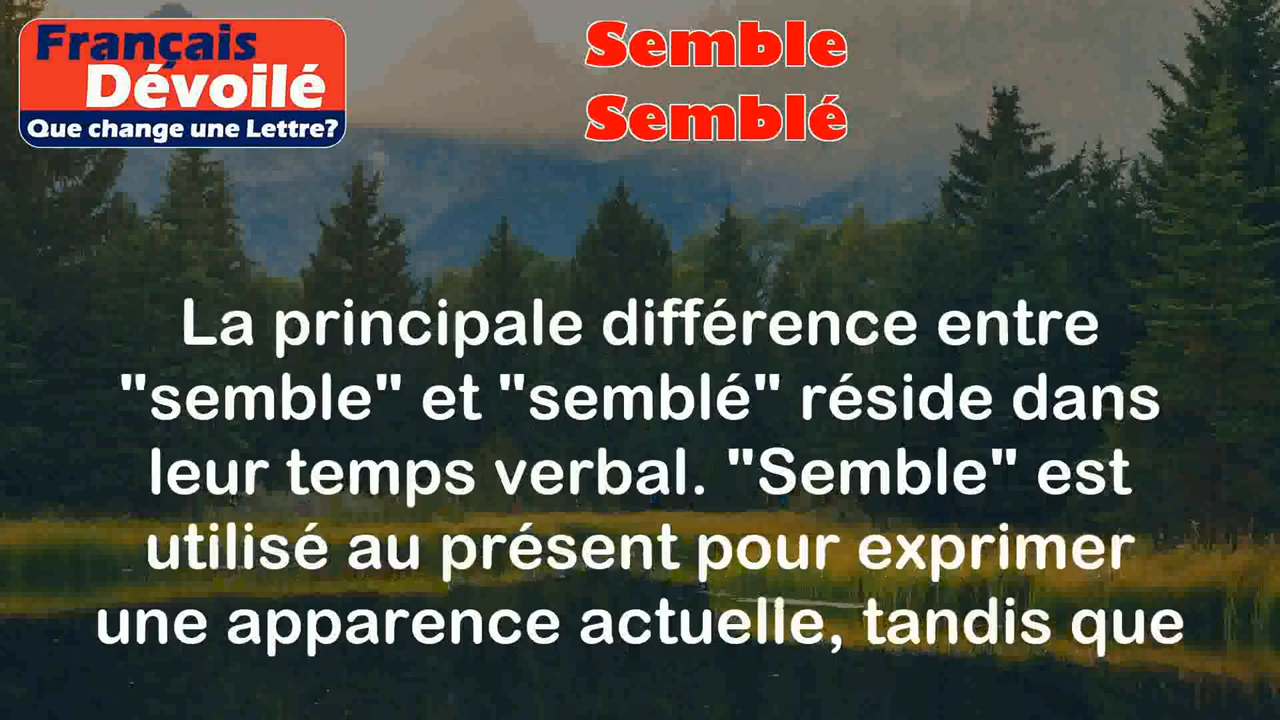 Français
Dévoilé
Que change une Lettre?
Semble
Semblé
La principale différence entre
"semble" et "semblé" réside dans
leur temps verbal. "Semble" est
utilisé au présent pour exprimer
une apparence actuelle, tandis que